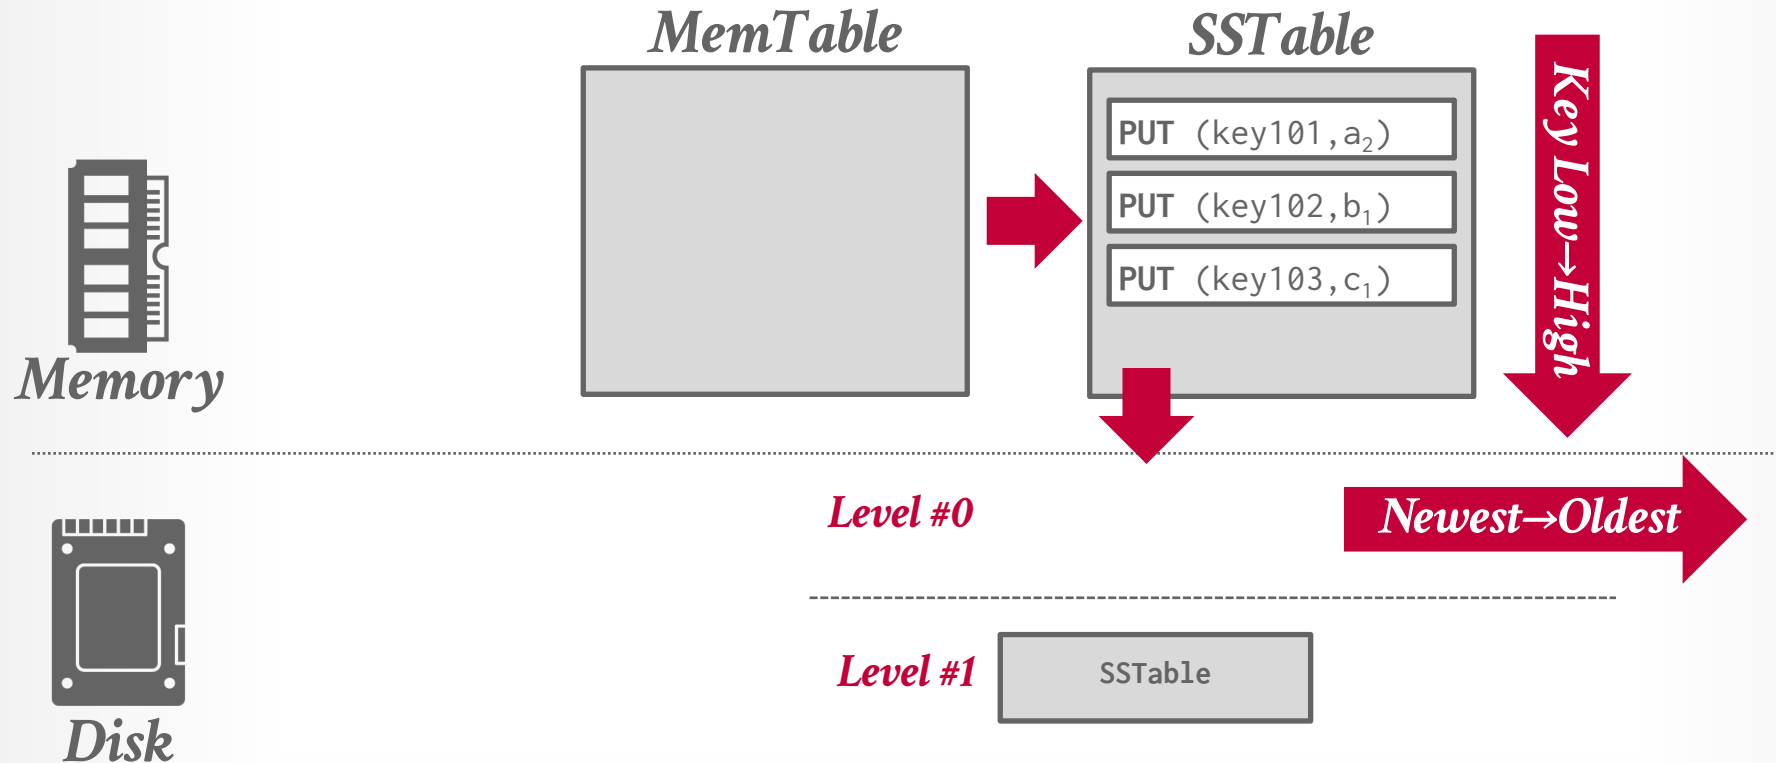 MemTable
SSTable
PUT (key101,a₂)
PUT (key102,b₁)
PUT (key103,c₁)
Key Low→High
Memory
Level #0
Newest→Oldest
Level #1
SSTable
Disk